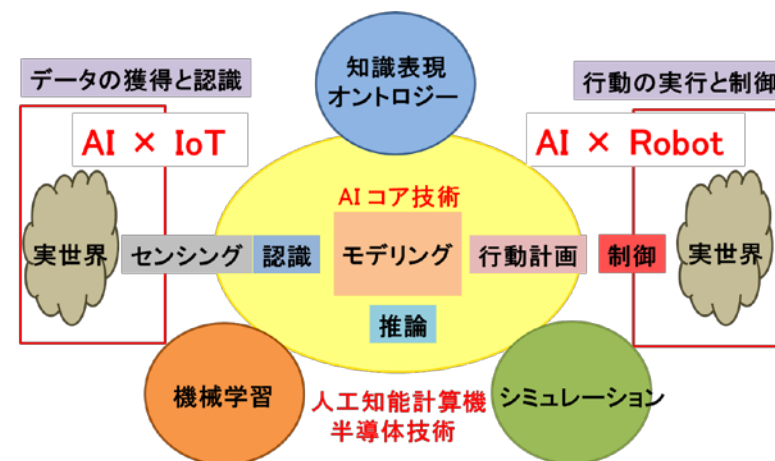 知識表現
オントロジー
データの獲得と認識
行動の実行と制御
AI × IoT
AI × Robot
AIコア技術
実世界
センシング
認識
モデリング
行動計画
制御
実世界
推論
機械学習
人工知能計算機
半導体技術
シミュレーション